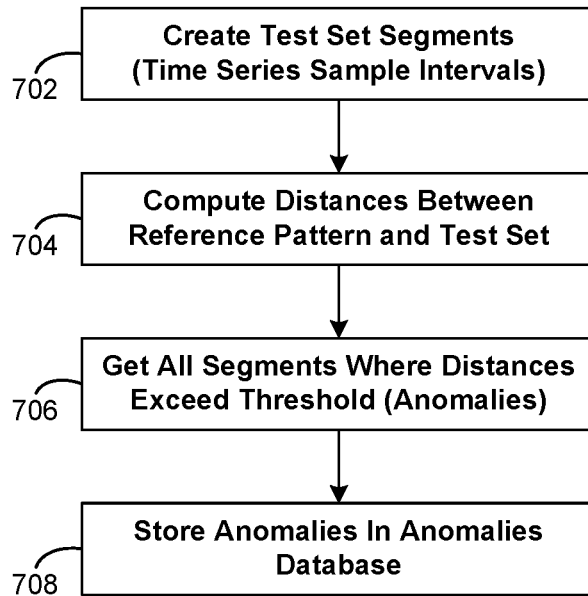 Create Test Set Segments
(Time Series Sample Intervals)
702
Compute Distances Between
Reference Pattern and Test Set
704
Get All Segments Where Distances
Exceed Threshold (Anomalies)
706
Store Anomalies In Anomalies
Database
708